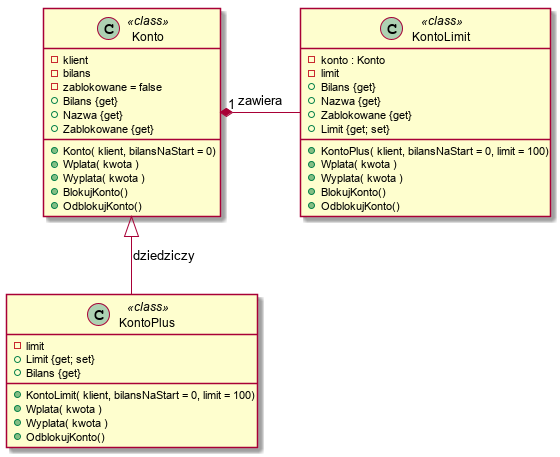 C
«class»
Konto
klient
bilans
zablokowane = false
Bilans {get}
Nazwa {get}
Zablokowane {get}
Konto( klient, bilansNaStart = 0)
Wplata( kwota )
Wyplata( kwota )
BlokujKonto()
OdblokujKonto()
1
zawiera
C
«class»
KontoLimit
konto : Konto
limit
Bilans {get}
Nazwa {get}
Zablokowane {get}
Limit {get; set}
KontoPlus( klient, bilansNaStart = 0, limit = 100)
Wplata( kwota )
Wyplata( kwota )
BlokujKonto()
OdblokujKonto()
dziedziczy
C
«class»
KontoPlus
limit
Limit {get; set}
Bilans {get}
KontoLimit( klient, bilansNaStart = 0, limit = 100)
Wplata( kwota )
Wyplata( kwota )
OdblokujKonto()